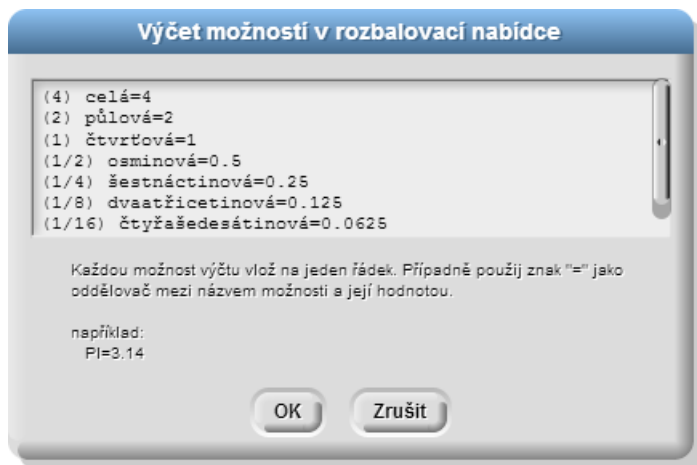 Výčet možností v rozbalovací nabídce
(4) celá=4
(2) půlová=2
(1) čtvrťová=1
(1/2) osminová=0.5
(1/4) šestnáctinová=0.25
(1/8) dvaatřicetinová=0.125
(1/16) čtyřašedesátinová=0.0625
Každou možnost výčtu vlož na jeden řádek. Případně použij znak "=" jako
oddělovač mezi názvem možnosti a její hodnotou.
například:
PI=3.14
OK
Zrušit